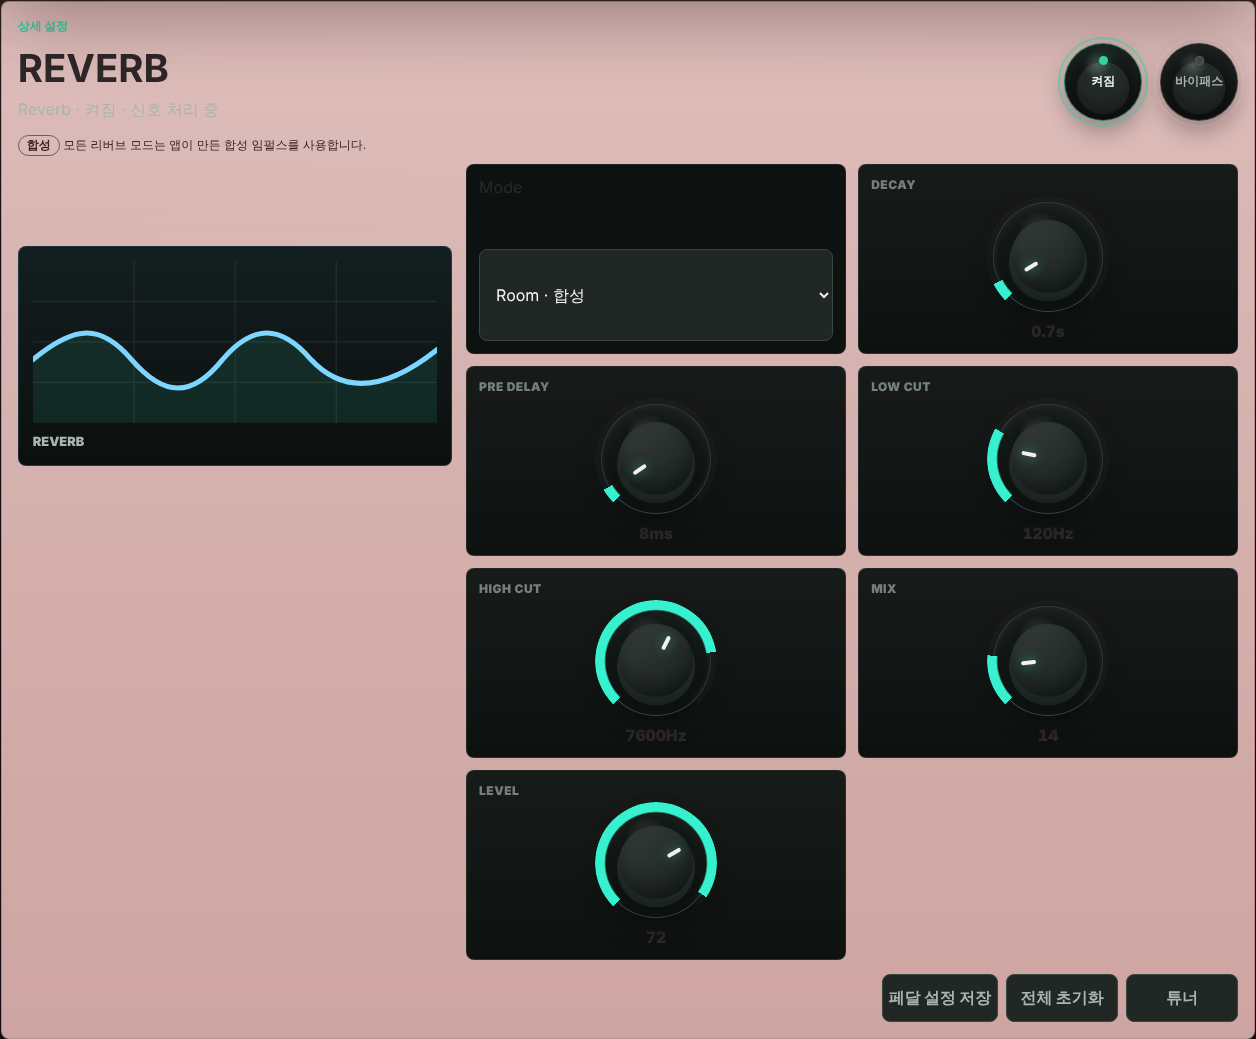 상세 설정
REVERB
Reverb · 켜짐 · 신호 처리 중
합성 모든 리버브 모드는 앱이 만든 합성 임펄스를 사용합니다.
켜짐
바이패스
REVERB
Mode
Room · 합성
DECAY
0.7s
PRE DELAY
8ms
LOW CUT
120Hz
HIGH CUT
7600Hz
MIX
14
LEVEL
72
페달 설정 저장
전체 초기화
튜너